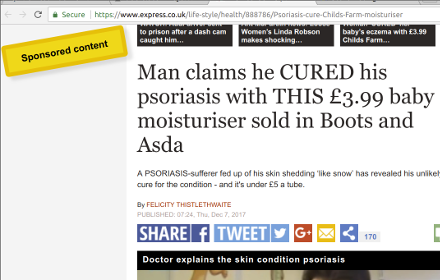 Secure https://www.express.co.uk/life-style/health/888786/Psoriasis-cure-Childs-Farm-moisturiser
to prison after a dash cam caught him...
Women's Linda Robson makes shocking...
baby's eczema with £3.99 Childs Farm...
Sponsored content
Man claims he CURED his
psoriasis with THIS £3.99 baby
moisturiser sold in Boots and
Asda
A PSORIASIS-sufferer fed up of his skin shedding 'like snow' has revealed his unlikely
cure for the condition - and it's under £5 a tube.
By FELICITY THISTLETHWAITE
PUBLISHED: 07:24, Thu, Dec 7, 2017
SHARE f TWEET G+ 170
Doctor explains the skin condition psoriasis